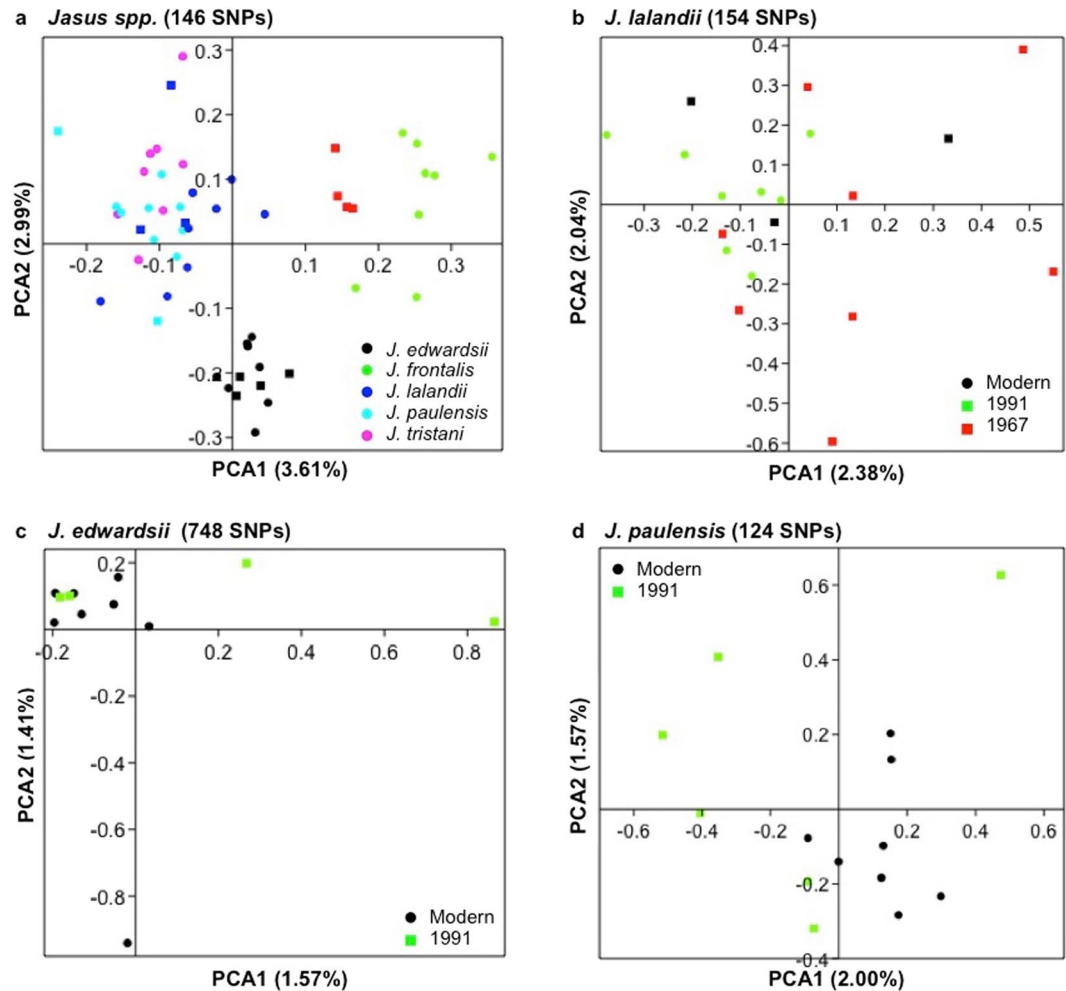 a Jasus spp. (146 SNPs)
0.3
0.2
0.1
-0.2 -0.1 0.1 0.2 0.3
-0.1
-0.2
-0.3
PCA2 (2.99%)
PCA1 (3.61%)
J. edwardsii
J. frontalis
J. lalandii
J. paulensis
J. tristani
b J. lalandii (154 SNPs)
0.4
0.3
0.2
0.1
-0.3 -0.2 -0.1 0.1 0.2 0.3 0.4 0.5
-0.1
-0.2
-0.3
-0.4
-0.5
-0.6
PCA2 (2.04%)
PCA1 (2.38%)
Modern
1991
1967
c J. edwardsii (748 SNPs)
0.2
-0.2 0.2 0.4 0.6 0.8
-0.2
-0.4
-0.6
-0.8
PCA2 (1.41%)
PCA1 (1.57%)
Modern
1991
d J. paulensis (124 SNPs)
Modern
1991
0.6
0.4
0.2
-0.6 -0.4 -0.2 0.2 0.4 0.6
-0.2
-0.4
PCA2 (1.57%)
PCA1 (2.00%)